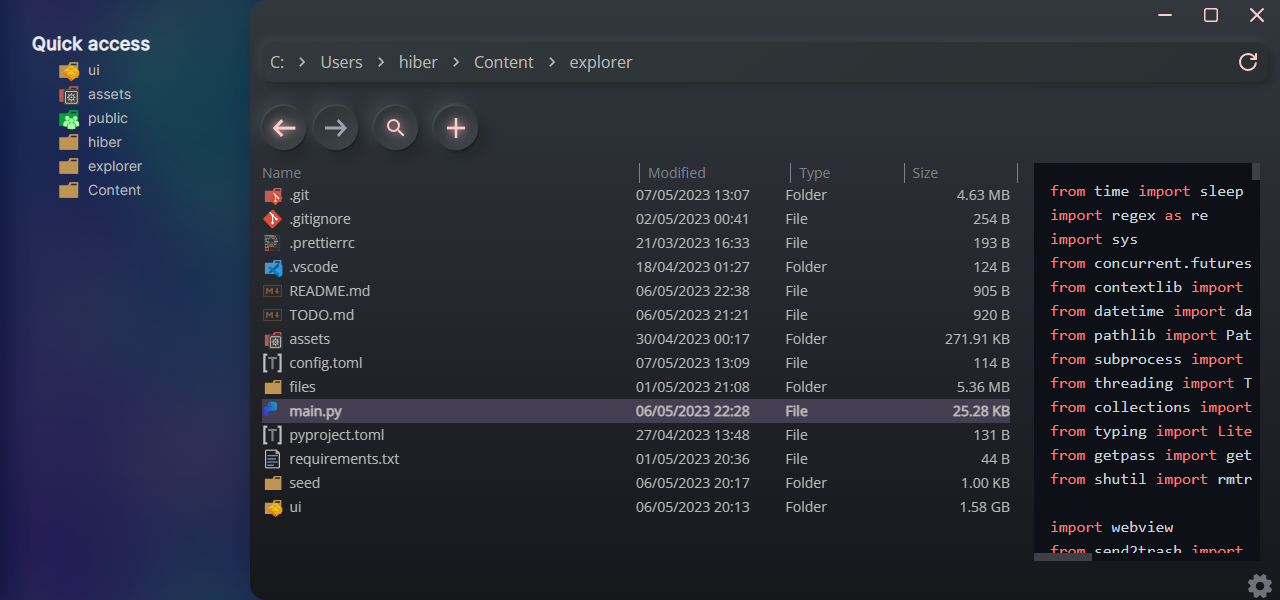 Quick access
ui
assets
public
hiber
explorer
Content
C: > Users > hiber > Content > explorer
Name Modified Type Size
.git 07/05/2023 13:07 Folder 4.63 MB
.gitignore 02/05/2023 00:41 File 254 B
.prettierrc 21/03/2023 16:33 File 193 B
.vscode 18/04/2023 01:27 Folder 124 B
README.md 06/05/2023 22:38 File 905 B
TODO.md 06/05/2023 21:21 File 920 B
assets 30/04/2023 00:17 Folder 271.91 KB
[T] config.toml 07/05/2023 13:09 File 114 B
files 01/05/2023 21:08 Folder 5.36 MB
main.py 06/05/2023 22:28 File 25.28 KB
[T] pyproject.toml 27/04/2023 13:48 File 131 B
requirements.txt 01/05/2023 20:36 File 44 B
seed 06/05/2023 20:17 Folder 1.00 KB
ui 06/05/2023 20:13 Folder 1.58 GB
from time import sleep
import regex as re
import sys
from concurrent.futures
from contextlib import
from datetime import da
from pathlib import Pat
from subprocess import
from threading import T
from collections import
from typing import Lite
from getpass import get
from shutil import rmtr
import webview
from send2trash import